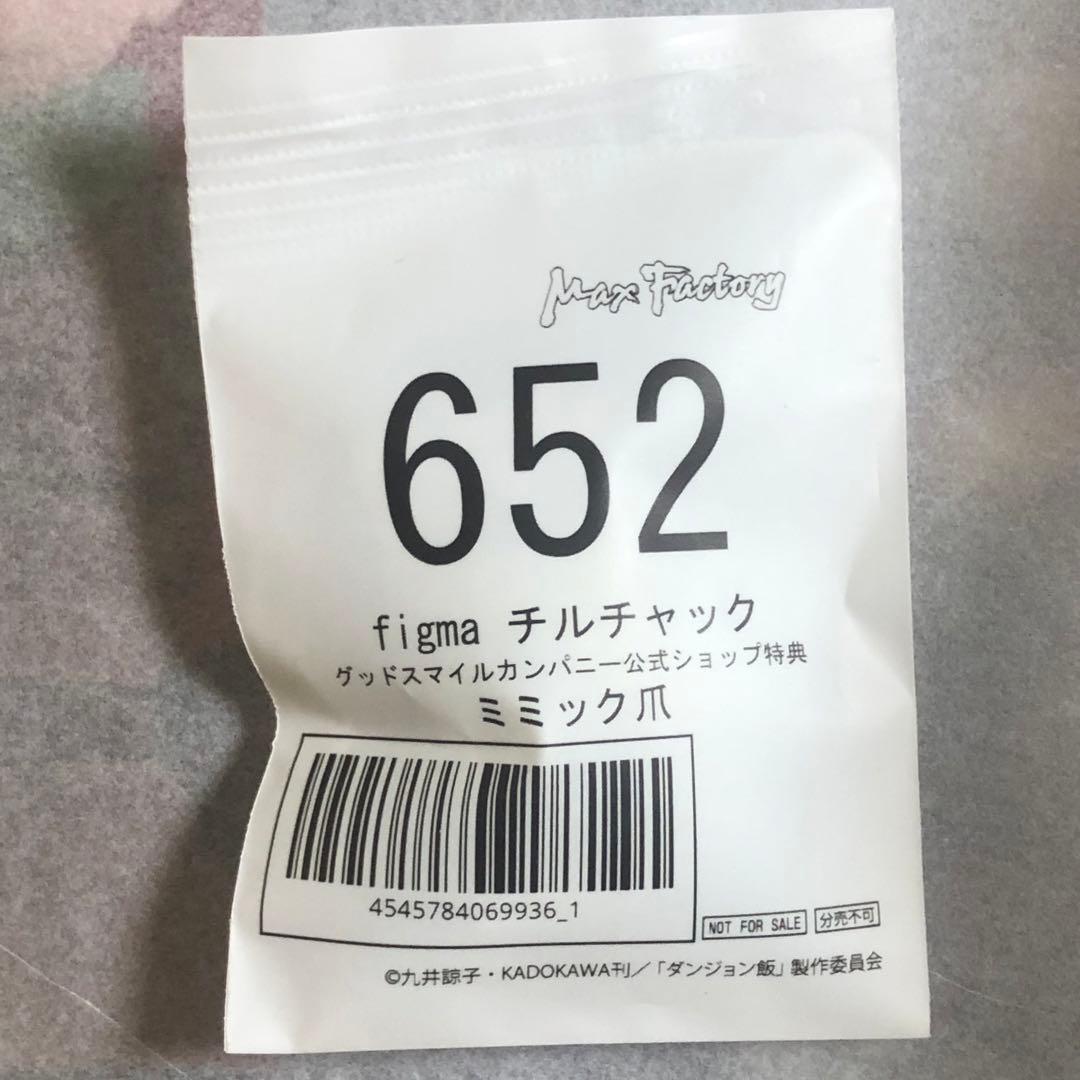 Max Factory
652
figma チルチャック
グッドスマイルカンパニー公式ショップ特典
ミミック爪
4545784069936_1
NOT FOR SALE 分売不可
©九井諒子・KADOKAWA刊／「ダンジョン飯」製作委員会